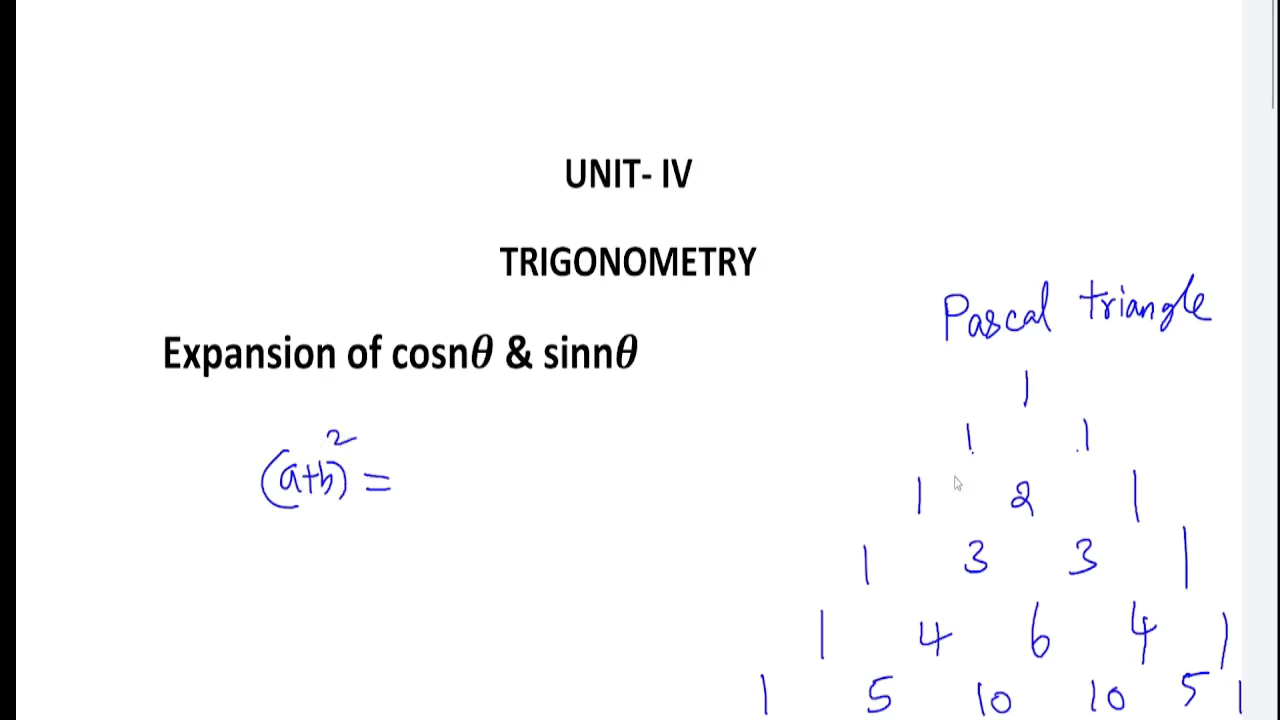 UNIT- IV
TRIGONOMETRY
Pascal triangle
Expansion of cosnθ & sinnθ
1
1 1
(a+b)² =
1 2 1
1 3 3 1
1 4 6 4 1
1 5 10 10 5 1